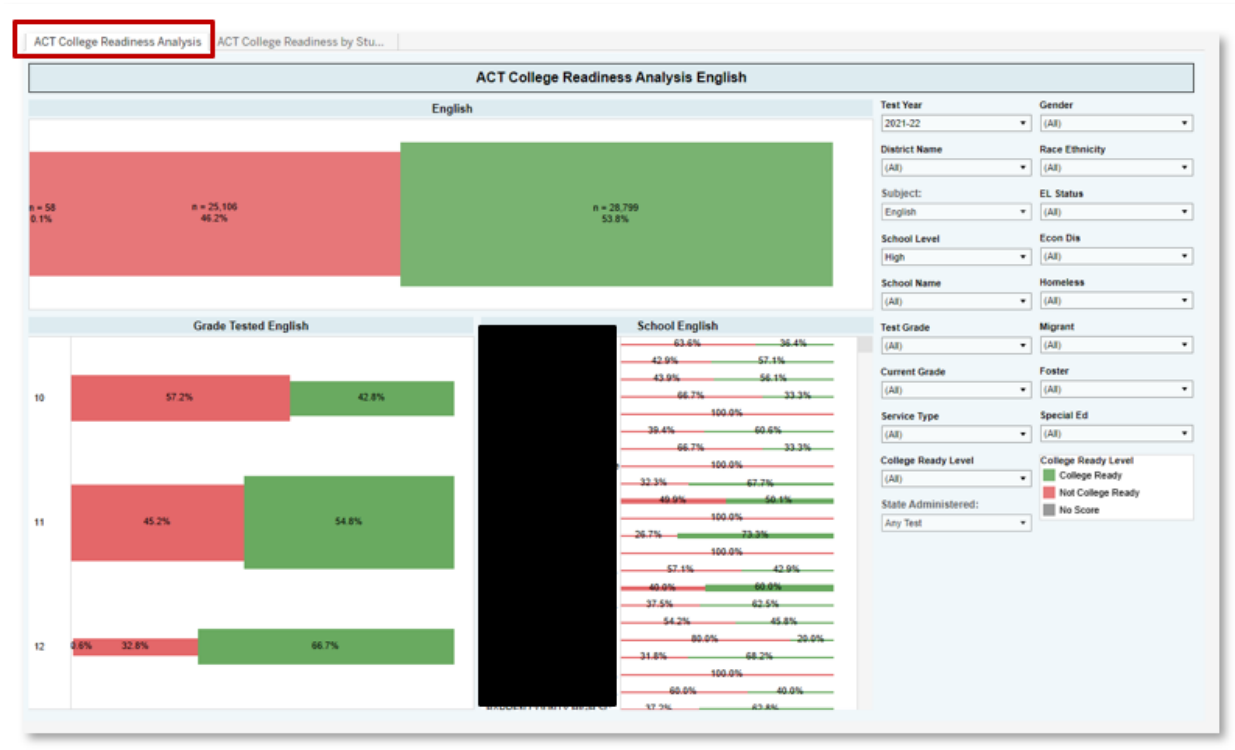 ACT College Readiness Analysis
ACT College Readiness by Stu...
ACT College Readiness Analysis English
English
n = 58
0.1%
n = 25,106
46.2%
n = 28,799
53.8%
Grade Tested English
10
57.2%
42.8%
11
45.2%
54.8%
12
0.6%
32.8%
66.7%
School English
63.6% 36.4%
42.9% 57.1%
43.9% 56.1%
66.7% 33.3%
100.0%
39.4% 60.6%
66.7% 33.3%
100.0%
32.3% 67.7%
49.9% 50.1%
100.0%
26.7% 73.3%
100.0%
57.1% 42.9%
40.0% 60.0%
37.5% 62.5%
54.2% 45.8%
80.0% 20.0%
31.8% 68.2%
100.0%
60.0% 40.0%
37.2% 62.8%
Test Year
2021-22
Gender
(All)
District Name
(All)
Race Ethnicity
(All)
Subject:
English
EL Status
(All)
School Level
High
Econ Dis
(All)
School Name
(All)
Homeless
(All)
Test Grade
(All)
Migrant
(All)
Current Grade
(All)
Foster
(All)
Service Type
(All)
Special Ed
(All)
College Ready Level
(All)
State Administered:
Any Test
College Ready Level
College Ready
Not College Ready
No Score